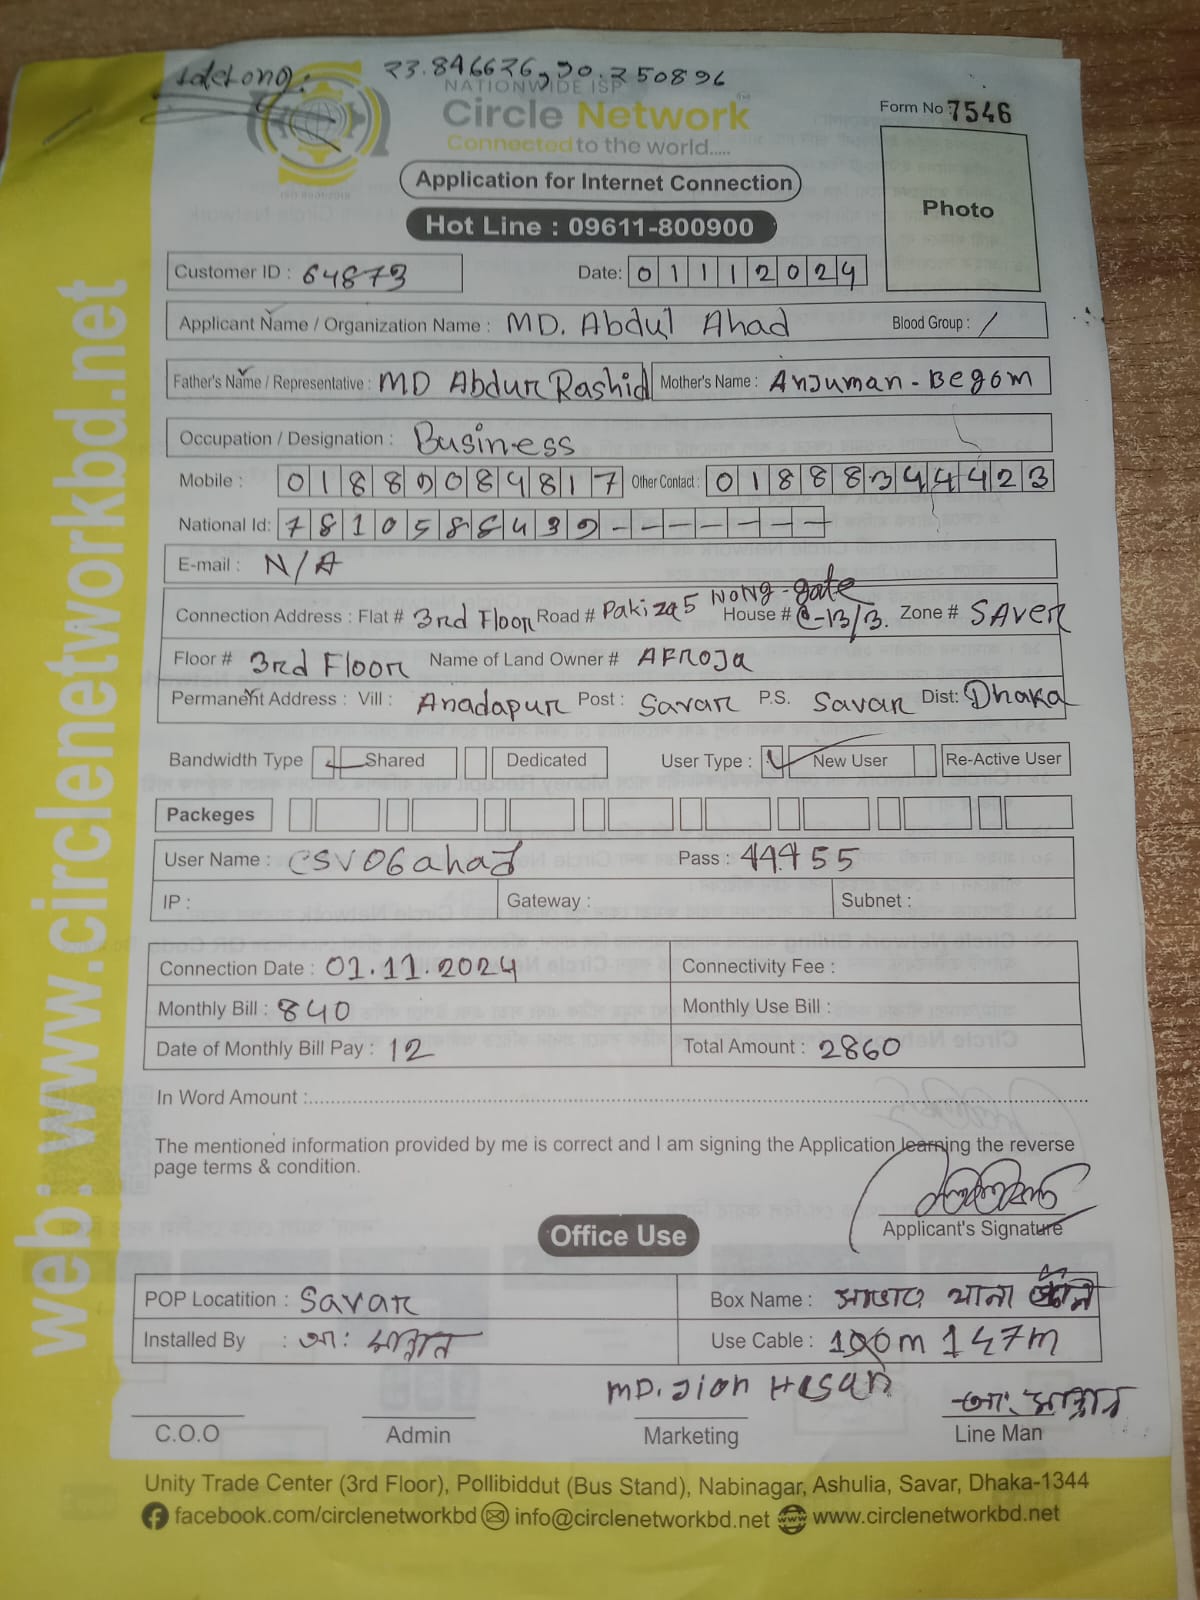 Latlong: 23.846626, 90.250896
NATIONWIDE ISP
Circle Network
Connected to the world.....
ISO 9001:2015
Form No 7546
Photo
Application for Internet Connection
Hot Line : 09611-800900
Customer ID : 64873 Date: 01112024
Applicant Name / Organization Name : MD. Abdul Ahad Blood Group : /
Father's Name / Representative : MD Abdur Rashid Mother's Name : Anjuman - Begom
Occupation / Designation : Business
Mobile : 01889084817 Other Contact : 01888344423
National Id: 7810586439-------
E-mail : N/A
Connection Address : Flat # 3rd Floor Road # Pakiza 5 NONG - gate House # C-13/3. Zone # SAVER
Floor # 3rd Floor Name of Land Owner # AFROJA
Permanent Address : Vill : Anadapur Post : Savar P.S. Savar Dist: Dhaka
Bandwidth Type Shared Dedicated User Type : New User Re-Active User
Packeges
User Name : CSV06ahad Pass : 444455
IP : Gateway : Subnet :
Connection Date : 01.11.2024 Connectivity Fee :
Monthly Bill : 840 Monthly Use Bill :
Date of Monthly Bill Pay : 12 Total Amount : 2860
In Word Amount :
The mentioned information provided by me is correct and I am signing the Application learning the reverse
page terms & condition.
Applicant's Signature
Office Use
POP Locatition : Savar Box Name : সাভার থানা
Installed By : আ: মান্নান Use Cable : 100m 147m
MD. Jion Hasan আ: মান্নান
C.O.O Admin Marketing Line Man
Unity Trade Center (3rd Floor), Pollibiddut (Bus Stand), Nabinagar, Ashulia, Savar, Dhaka-1344
facebook.com/circlenetworkbd info@circlenetworkbd.net www.circlenetworkbd.net
web: www.circlenetworkbd.net